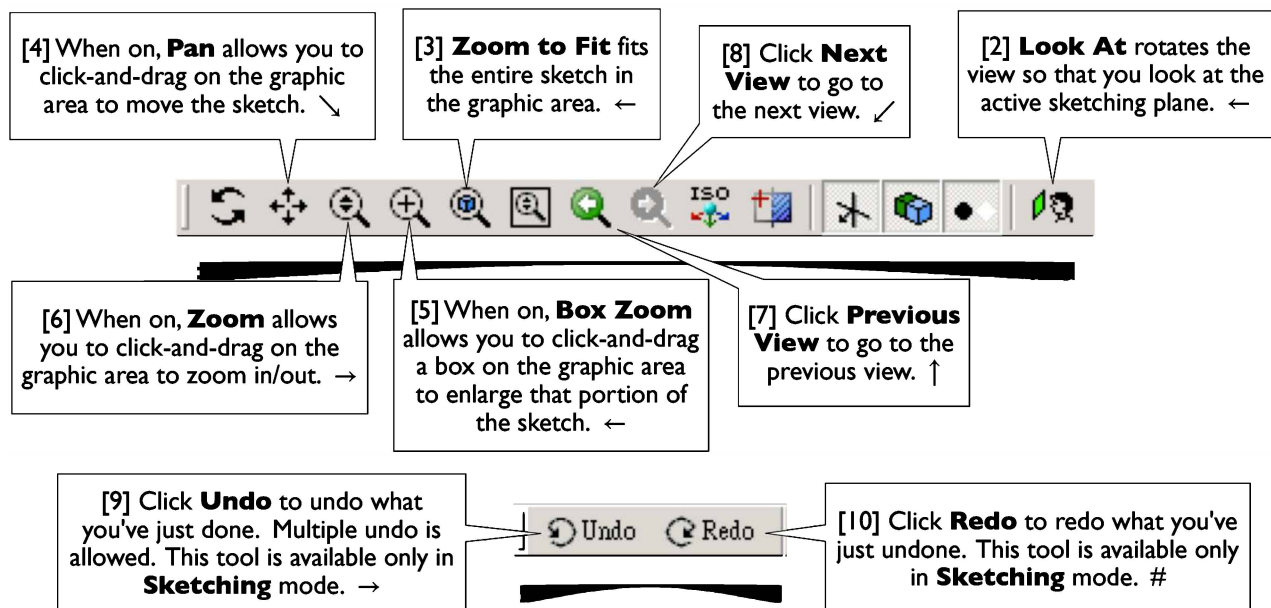 [4] When on, Pan allows you to
click-and-drag on the graphic
area to move the sketch. ↘
[3] Zoom to Fit fits
the entire sketch in
the graphic area. ←
[8] Click Next
View to go to
the next view. ↙
[2] Look At rotates the
view so that you look at the
active sketching plane. ←
ISO
[6] When on, Zoom allows
you to click-and-drag on the
graphic area to zoom in/out. →
[5] When on, Box Zoom
allows you to click-and-drag
a box on the graphic area
to enlarge that portion of
the sketch. ←
[7] Click Previous
View to go to the
previous view. ↑
[9] Click Undo to undo what
you've just done. Multiple undo is
allowed. This tool is available only in
Sketching mode. →
Undo Redo
[10] Click Redo to redo what you've
just undone. This tool is available only
in Sketching mode. #